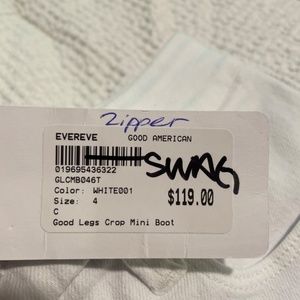 Zipper
EVEREVE GOOD AMERICAN
SWAG
019695436322
GLCMB046T
Color: WHITE001 $119.00
Size: 4
C
Good Legs Crop Mini Boot